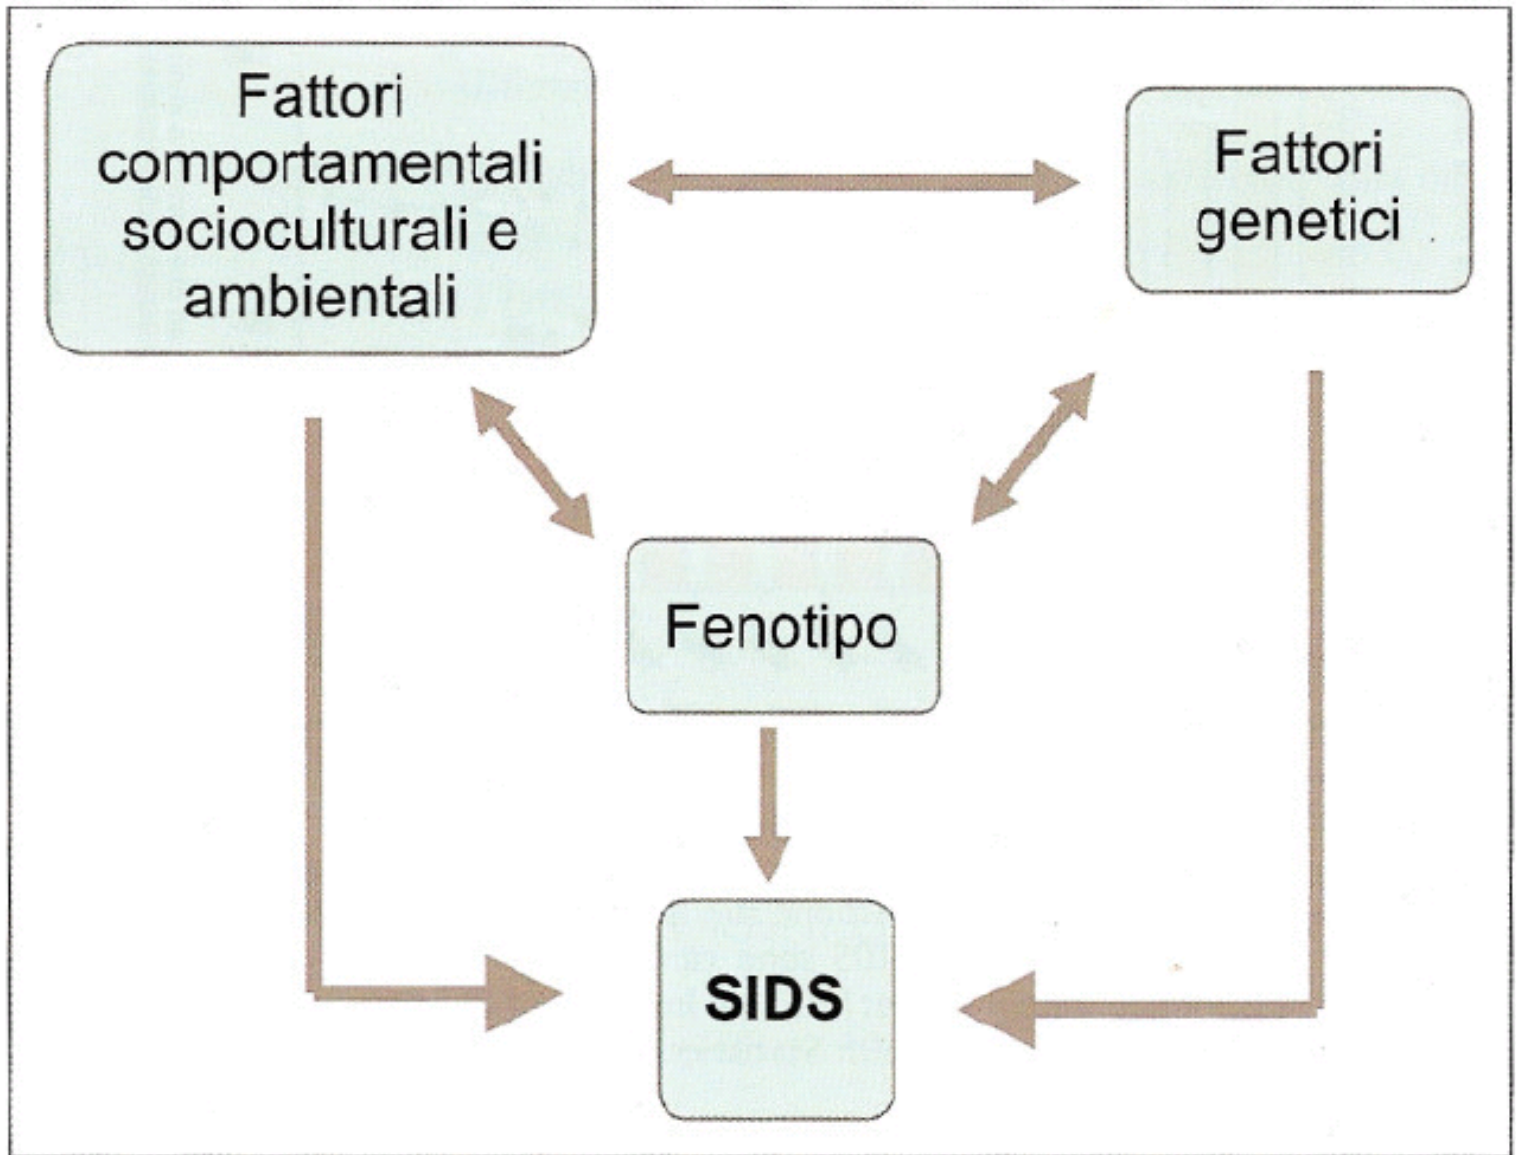 Fattori
comportamentali
socioculturali e
ambientali
Fattori
genetici
Fenotipo
SIDS